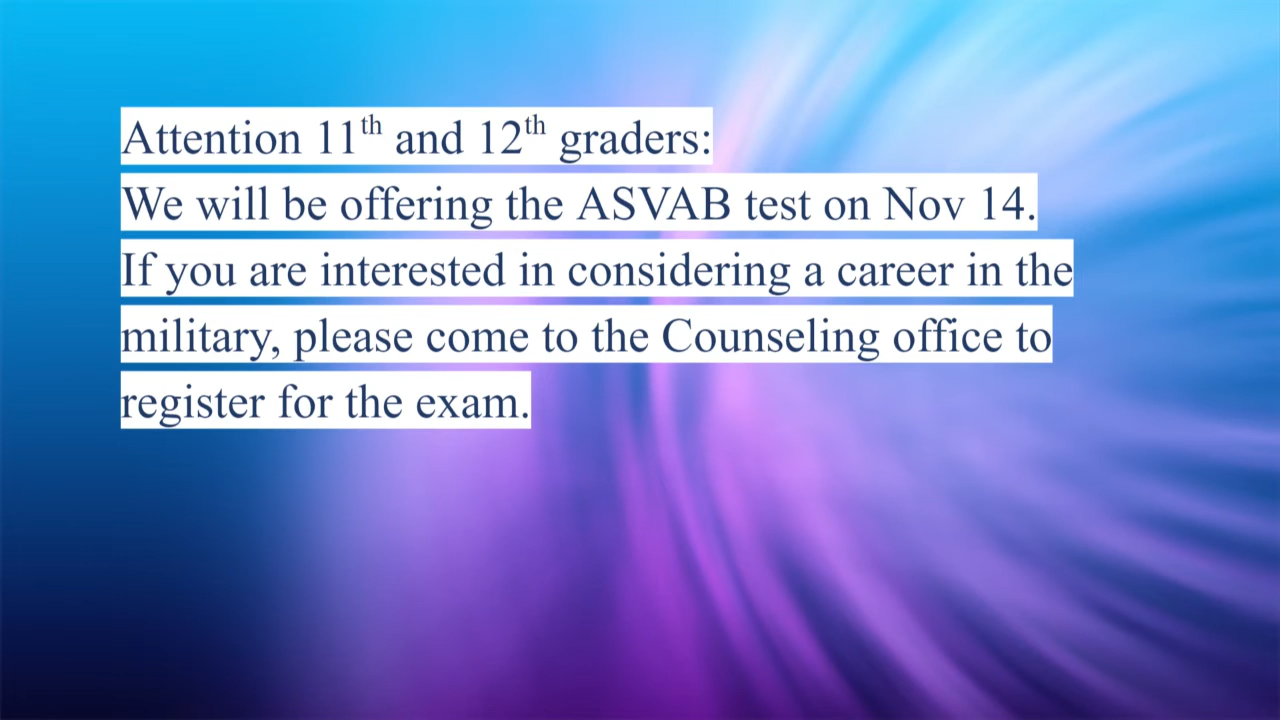 Attention 11th and 12th graders:
We will be offering the ASVAB test on Nov 14.
If you are interested in considering a career in the
military, please come to the Counseling office to
register for the exam.